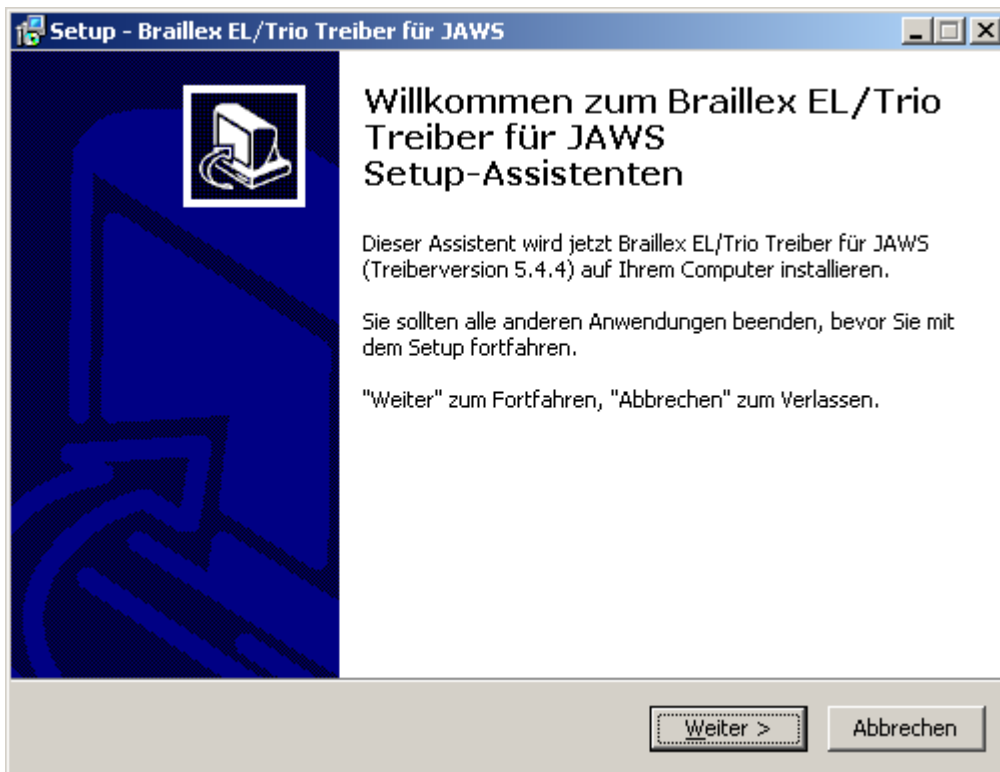 Setup - Braillex EL/Trio Treiber für JAWS
Willkommen zum Braillex EL/Trio
Treiber für JAWS
Setup-Assistenten
Dieser Assistent wird jetzt Braillex EL/Trio Treiber für JAWS
(Treiberversion 5.4.4) auf Ihrem Computer installieren.
Sie sollten alle anderen Anwendungen beenden, bevor Sie mit
dem Setup fortfahren.
"Weiter" zum Fortfahren, "Abbrechen" zum Verlassen.
Weiter >
Abbrechen